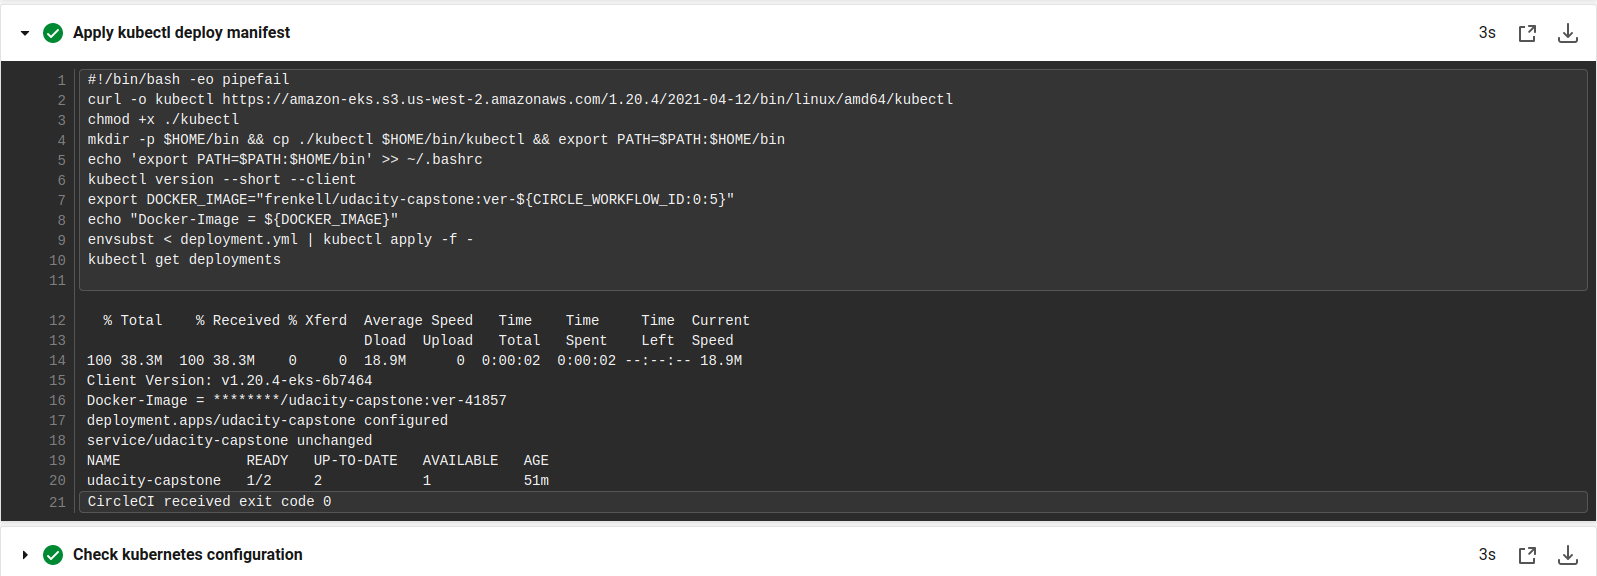 Apply kubectl deploy manifest 3s
1 #!/bin/bash -eo pipefail
2 curl -o kubectl https://amazon-eks.s3.us-west-2.amazonaws.com/1.20.4/2021-04-12/bin/linux/amd64/kubectl
3 chmod +x ./kubectl
4 mkdir -p $HOME/bin && cp ./kubectl $HOME/bin/kubectl && export PATH=$PATH:$HOME/bin
5 echo 'export PATH=$PATH:$HOME/bin' >> ~/.bashrc
6 kubectl version --short --client
7 export DOCKER_IMAGE="frenkell/udacity-capstone:ver-${CIRCLE_WORKFLOW_ID:0:5}"
8 echo "Docker-Image = ${DOCKER_IMAGE}"
9 envsubst < deployment.yml | kubectl apply -f -
10 kubectl get deployments
11
12   % Total    % Received % Xferd  Average Speed   Time    Time     Time  Current
13                                  Dload  Upload   Total   Spent    Left  Speed
14 100 38.3M  100 38.3M    0     0  18.9M      0  0:00:02  0:00:02 --:--:-- 18.9M
15 Client Version: v1.20.4-eks-6b7464
16 Docker-Image = ********/udacity-capstone:ver-41857
17 deployment.apps/udacity-capstone configured
18 service/udacity-capstone unchanged
19 NAME               READY   UP-TO-DATE   AVAILABLE   AGE
20 udacity-capstone   1/2     2            1           51m
21 CircleCI received exit code 0
Check kubernetes configuration 3s